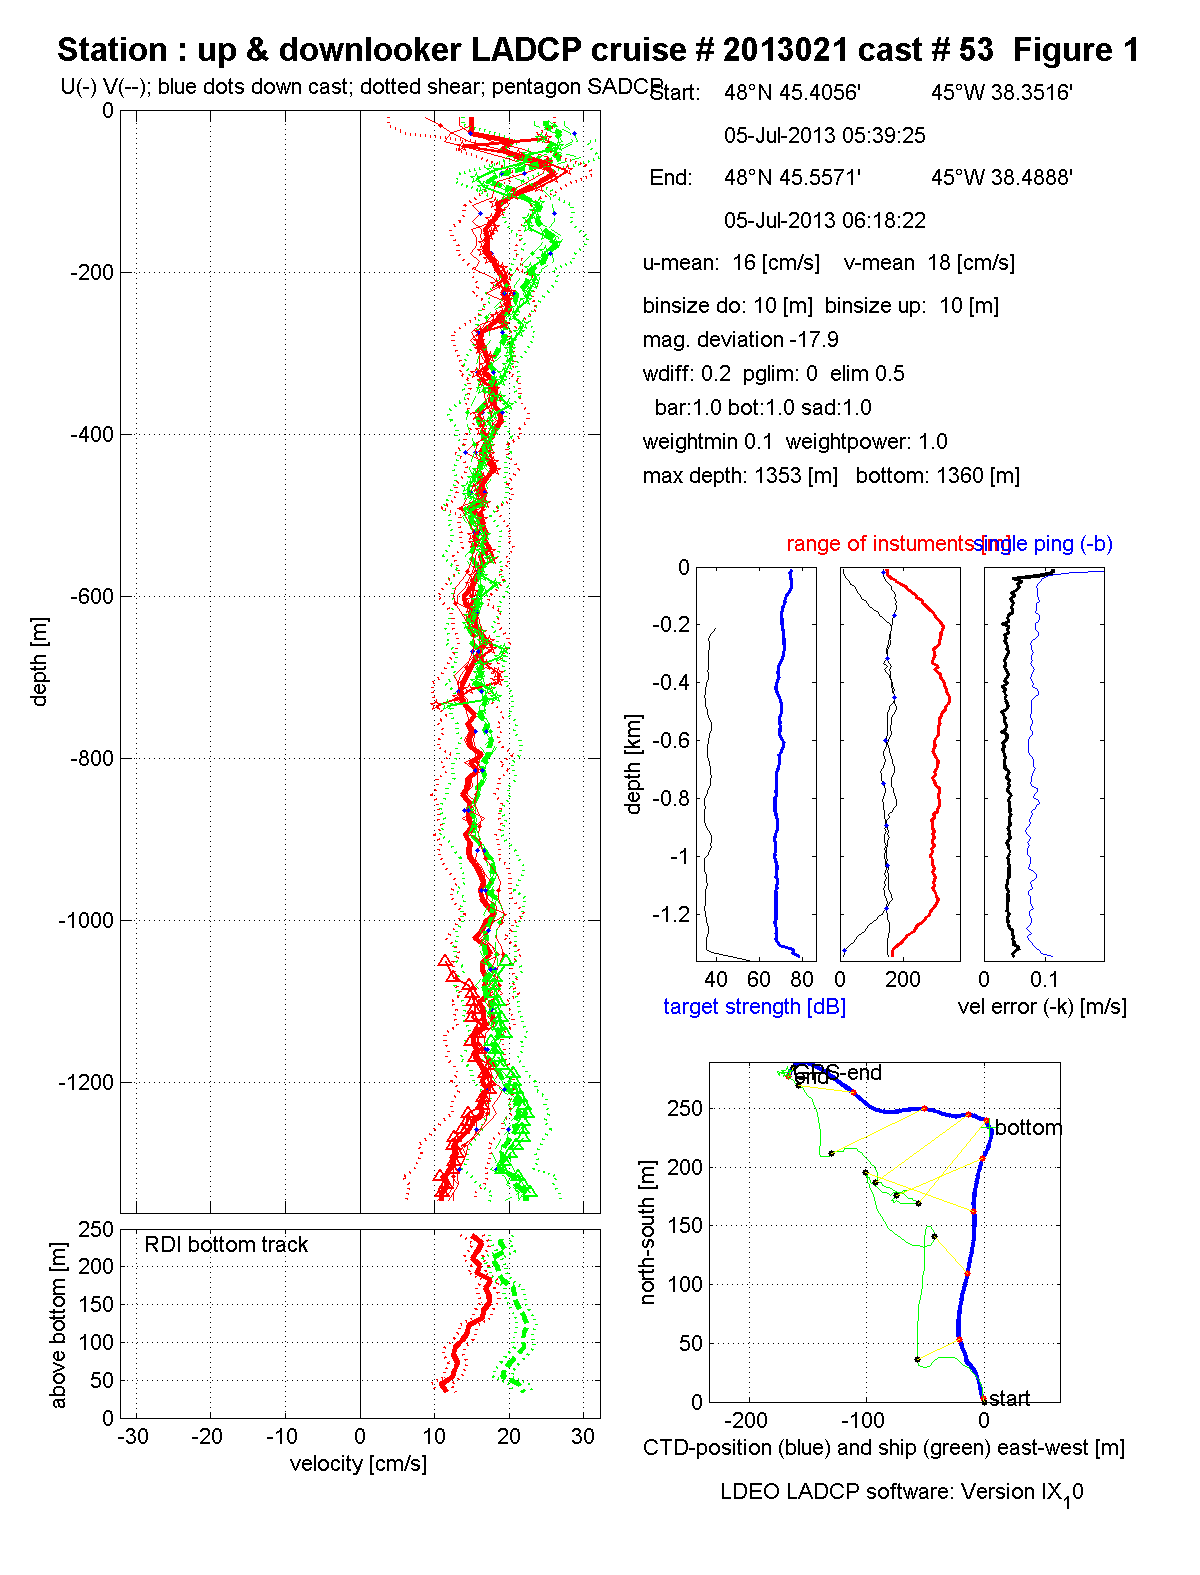 Station : up & downlooker LADCP cruise # 2013021 cast # 53 Figure 1
U(-) V(--); blue dots down cast; dotted shear; pentagon SADCP
Start: 48°N 45.4056' 45°W 38.3516'
05-Jul-2013 05:39:25
End: 48°N 45.5571' 45°W 38.4888'
05-Jul-2013 06:18:22
u-mean: 16 [cm/s] v-mean 18 [cm/s]
binsize do: 10 [m] binsize up: 10 [m]
mag. deviation -17.9
wdiff: 0.2 pglim: 0 elim 0.5
bar:1.0 bot:1.0 sad:1.0
weightmin 0.1 weightpower: 1.0
max depth: 1353 [m] bottom: 1360 [m]
0
-200
-400
-600
-800
-1000
-1200
depth [m]
RDI bottom track
250
200
150
100
50
0
above bottom [m]
-30 -20 -10 0 10 20 30
velocity [cm/s]
range of instuments [m]
single ping (-b)
0
-0.2
-0.4
-0.6
-0.8
-1
-1.2
depth [km]
40 60 80
0 200
0 0.1
target strength [dB]
vel error (-k) [m/s]
GPS-end
end
bottom
start
250
200
150
100
50
0
north-south [m]
-200 -100 0
CTD-position (blue) and ship (green) east-west [m]
LDEO LADCP software: Version IX10